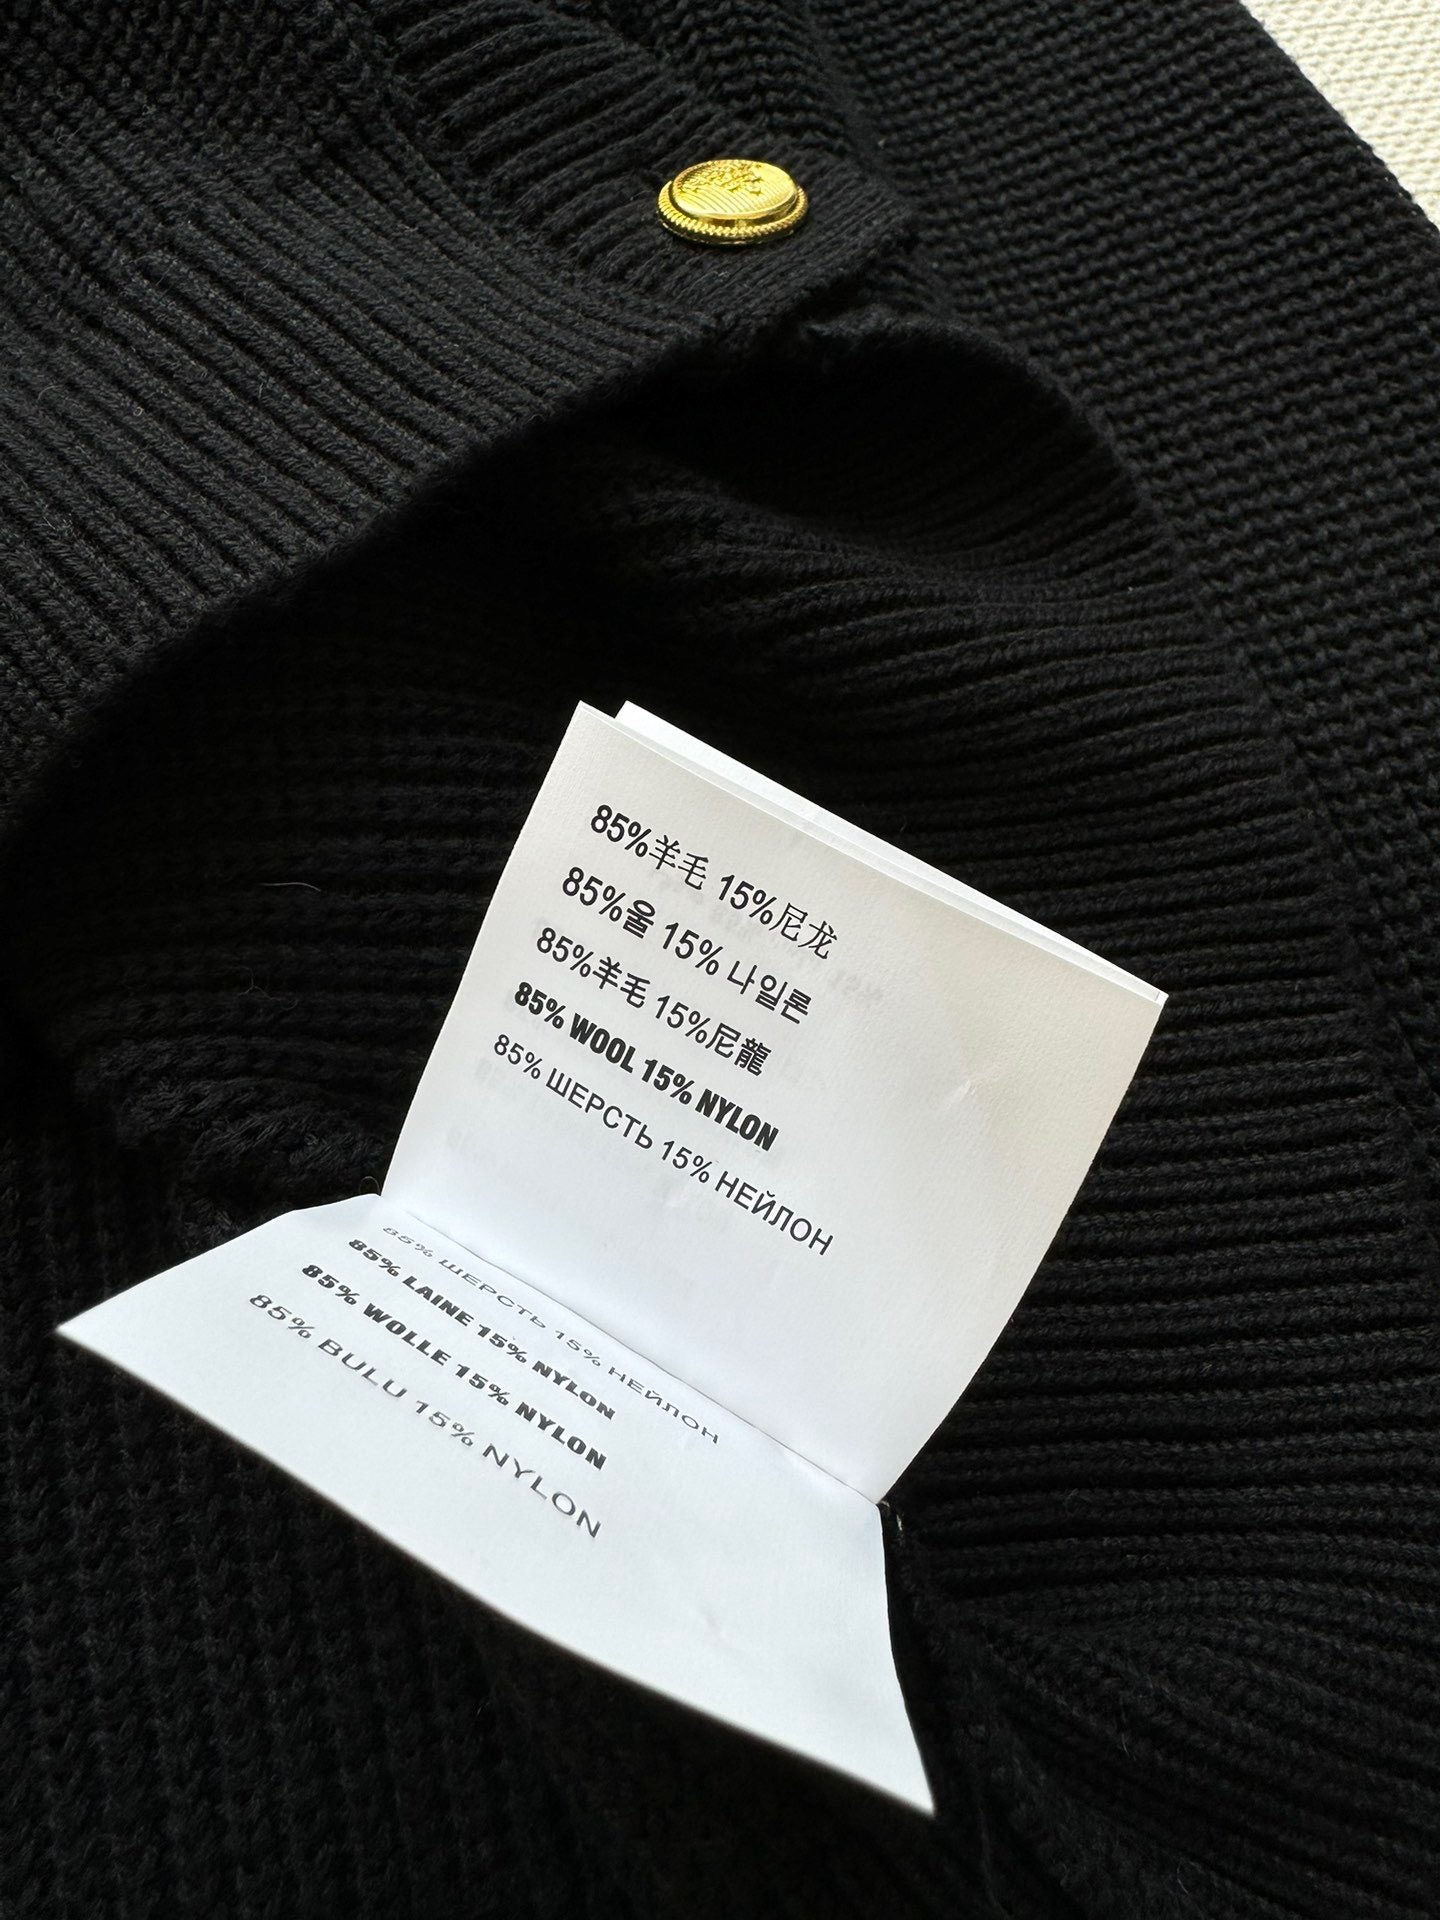 85%羊毛 15%尼龙
85%울 15% 나일론
85%羊毛 15%尼龍
85% WOOL 15% NYLON
85% ШЕРСТЬ 15% НЕЙЛОН
85% ШЕРСТЬ 15% НЕЙЛОН
85% LAINE 15% NYLON
85% WOLLE 15% NYLON
85% BULU 15% NYLON